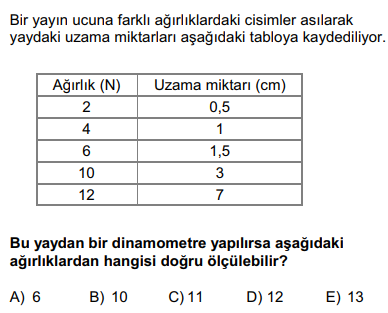 Bir yayın ucuna farklı ağırlıklardaki cisimler asılarak
yaydaki uzama miktarları aşağıdaki tabloya kaydediliyor.
Ağırlık (N) Uzama miktarı (cm)
2 0,5
4 1
6 1,5
10 3
12 7
Bu yaydan bir dinamometre yapılırsa aşağıdaki
ağırlıklardan hangisi doğru ölçülebilir?
A) 6 B) 10 C) 11 D) 12 E) 13